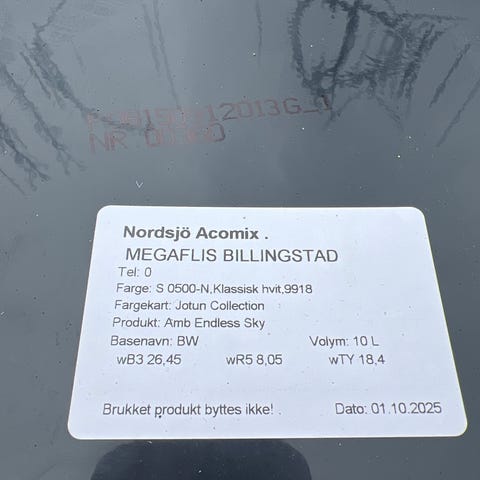 Nordsjö Acomix .
MEGAFLIS BILLINGSTAD
Tel: 0
Farge: S 0500-N,Klassisk hvit,9918
Fargekart: Jotun Collection
Produkt: Amb Endless Sky
Basenavn: BW Volym: 10 L
wB3 26,45 wR5 8,05 wTY 18,4
Brukket produkt byttes ikke! Dato: 01.10.2025